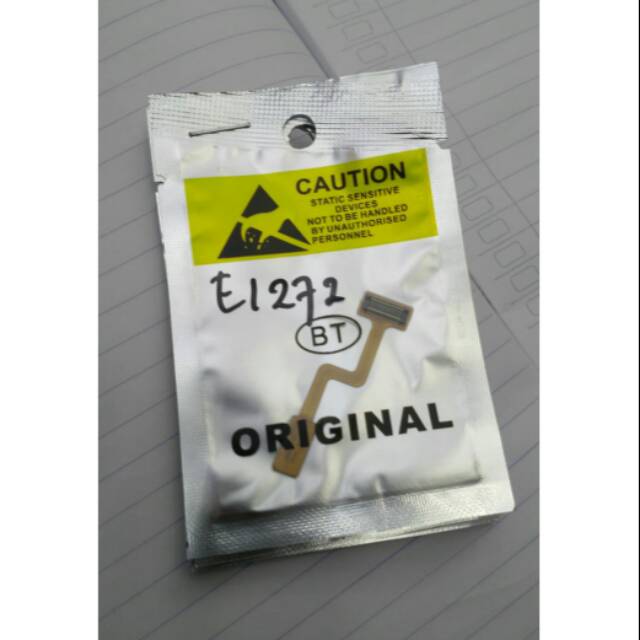 CAUTION
STATIC SENSITIVE
DEVICES
NOT TO BE HANDLED
BY UNAUTHORISED
PERSONNEL
E1272
BT
ORIGINAL